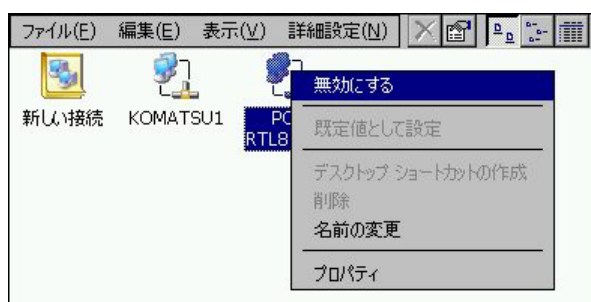 ファイル(F) 編集(E) 表示(V) 詳細設定(N)
新しい接続 KOMATSU1 PC
RTL8
無効にする
既定値として設定
デスクトップ ショートカットの作成
削除
名前の変更
プロパティ